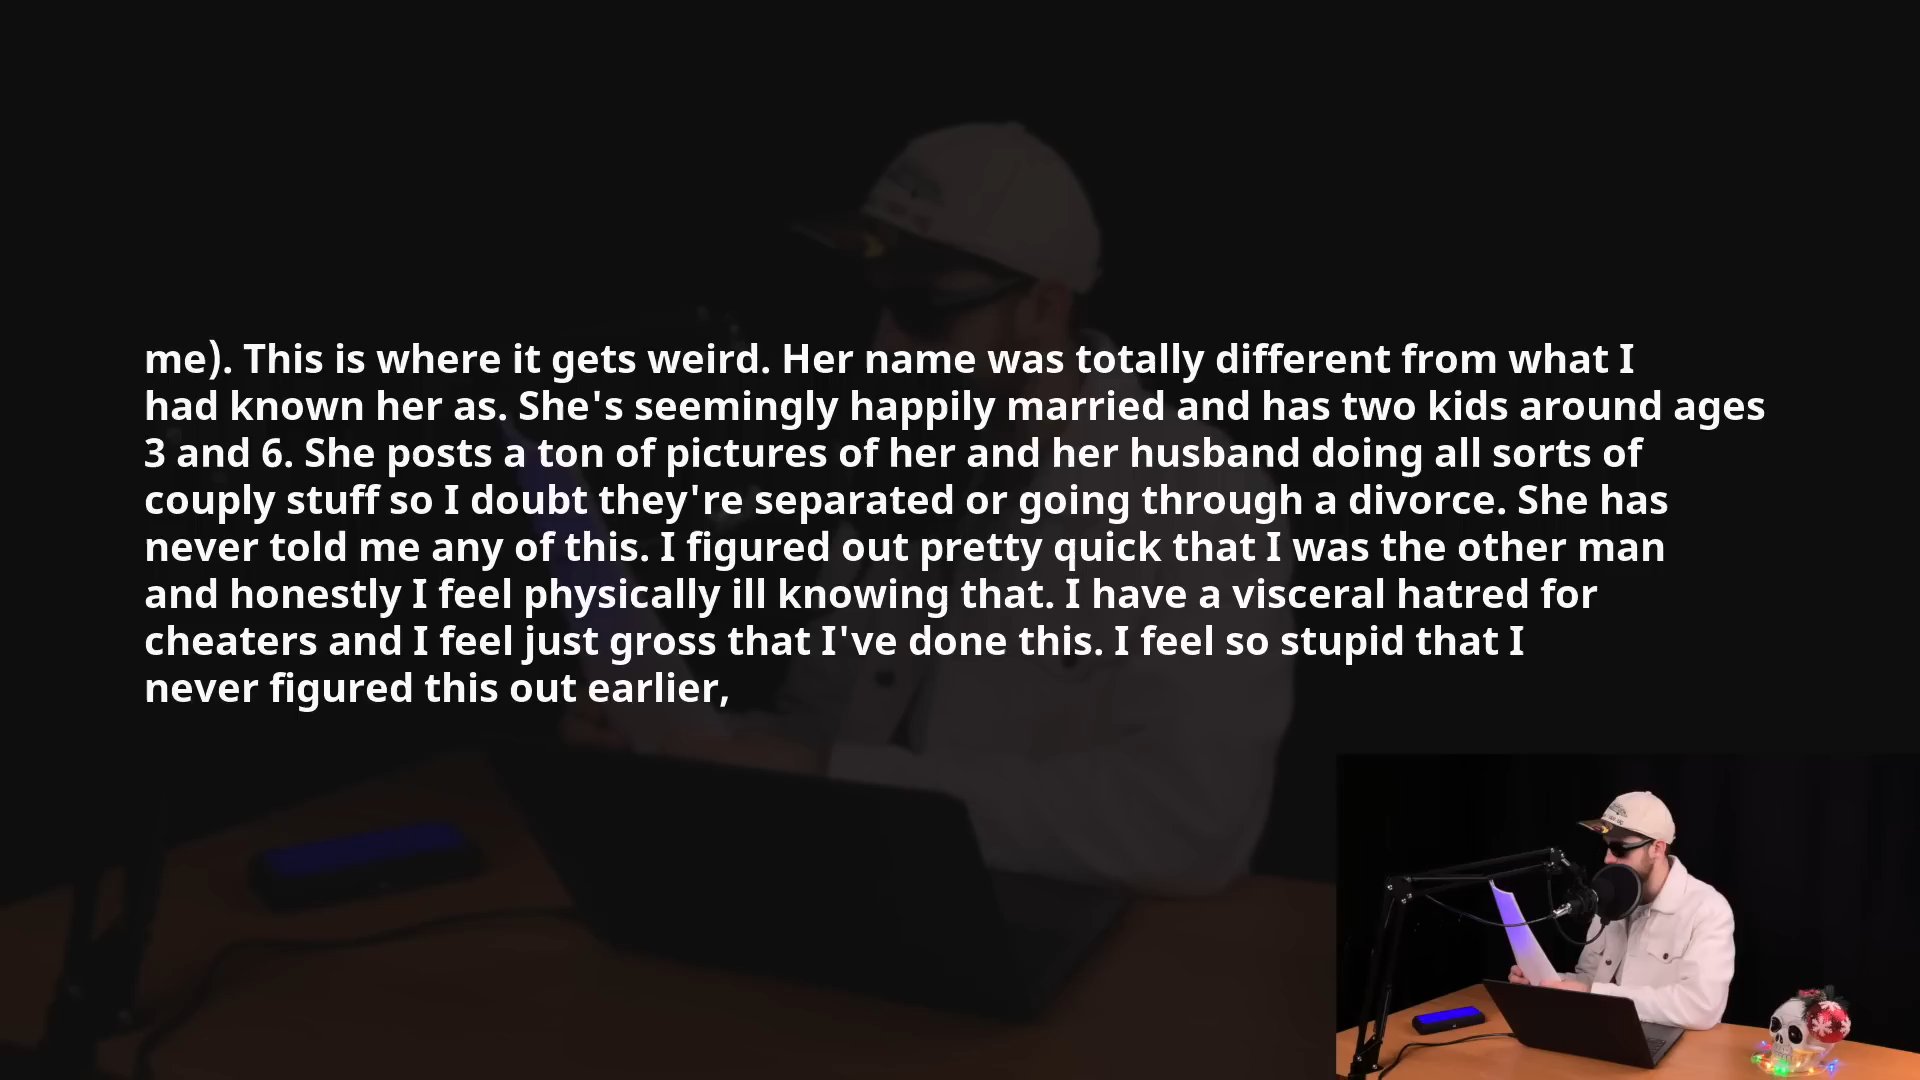 me). This is where it gets weird. Her name was totally different from what I
had known her as. She's seemingly happily married and has two kids around ages
3 and 6. She posts a ton of pictures of her and her husband doing all sorts of
couply stuff so I doubt they're separated or going through a divorce. She has
never told me any of this. I figured out pretty quick that I was the other man
and honestly I feel physically ill knowing that. I have a visceral hatred for
cheaters and I feel just gross that I've done this. I feel so stupid that I
never figured this out earlier,